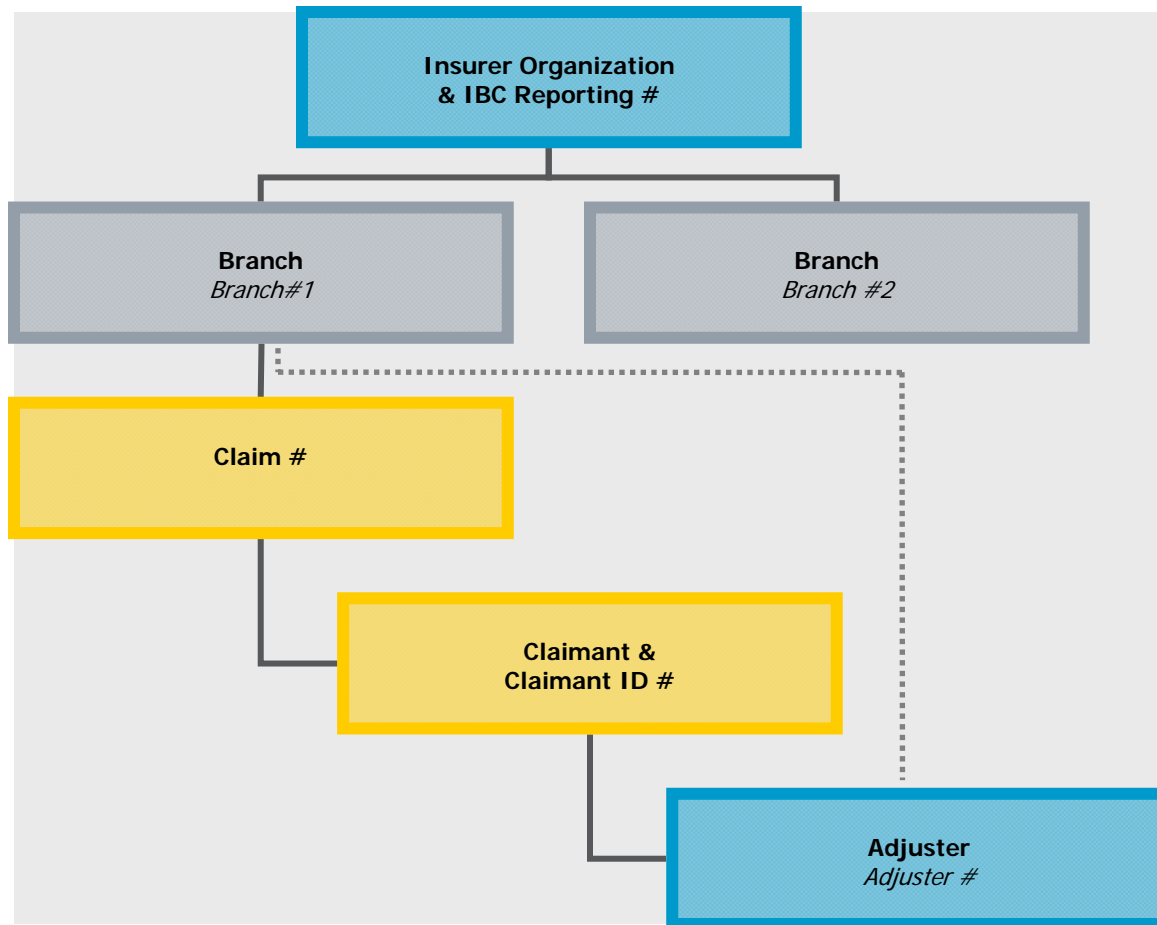 Insurer Organization
& IBC Reporting #
Branch
Branch#1
Branch
Branch #2
Claim #
Claimant &
Claimant ID #
Adjuster
Adjuster #